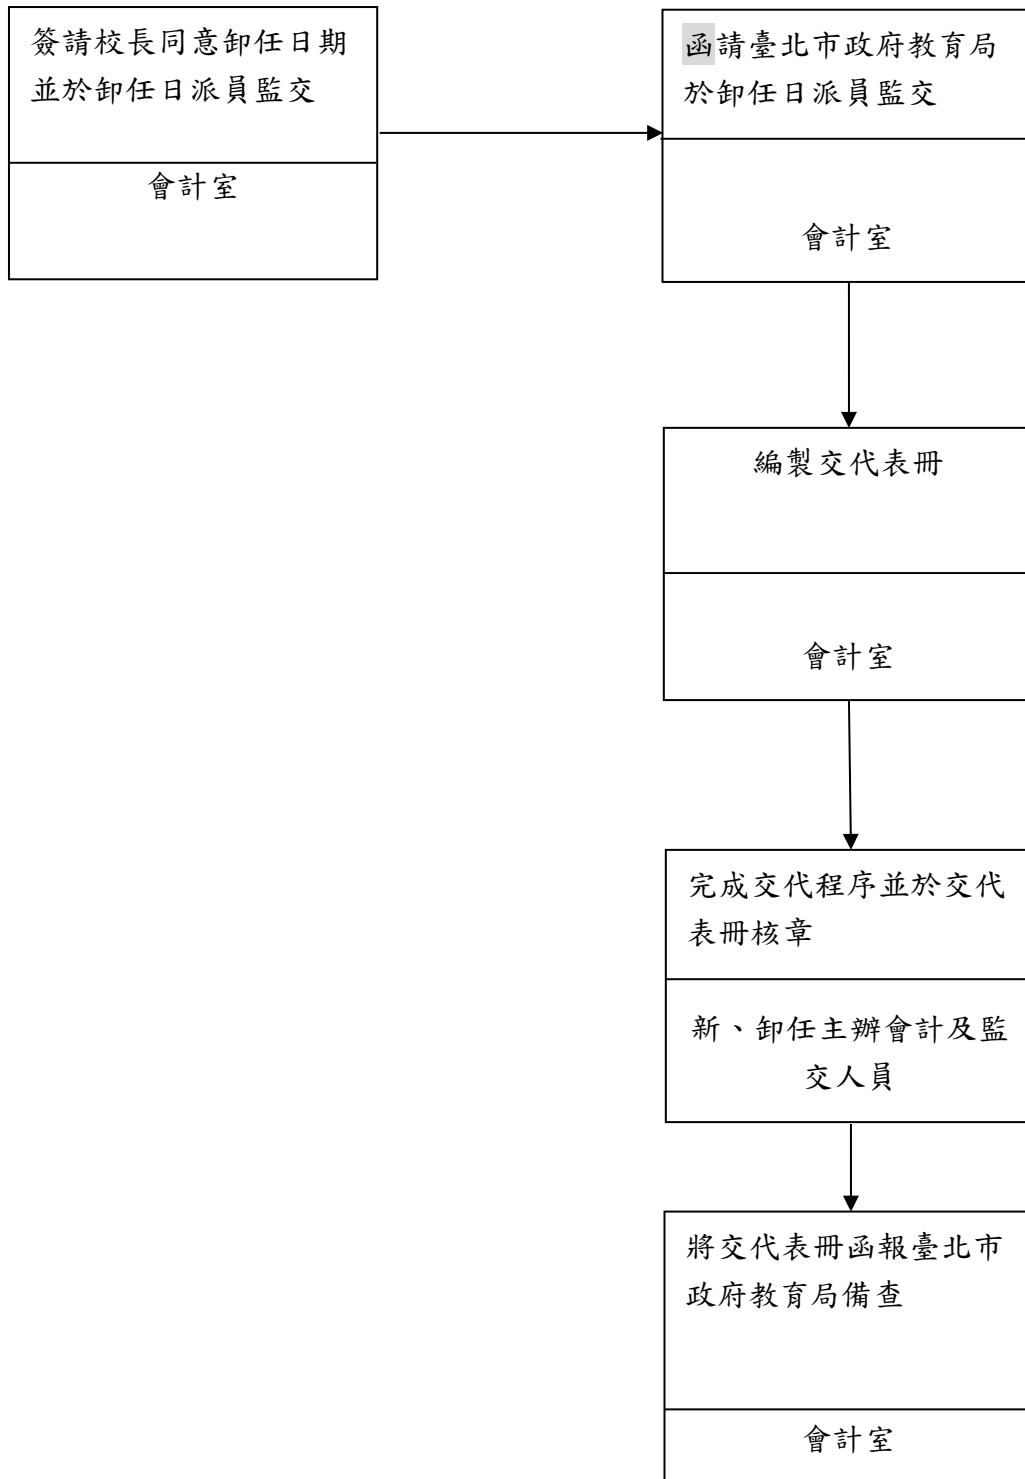 簽請校長同意卸任日期
並於卸任日派員監交
會計室
函請臺北市政府教育局
於卸任日派員監交
會計室
編製交代表冊
會計室
完成交代程序並於交代
表冊核章
新、卸任主辦會計及監
交人員
將交代表冊函報臺北市
政府教育局備查
會計室